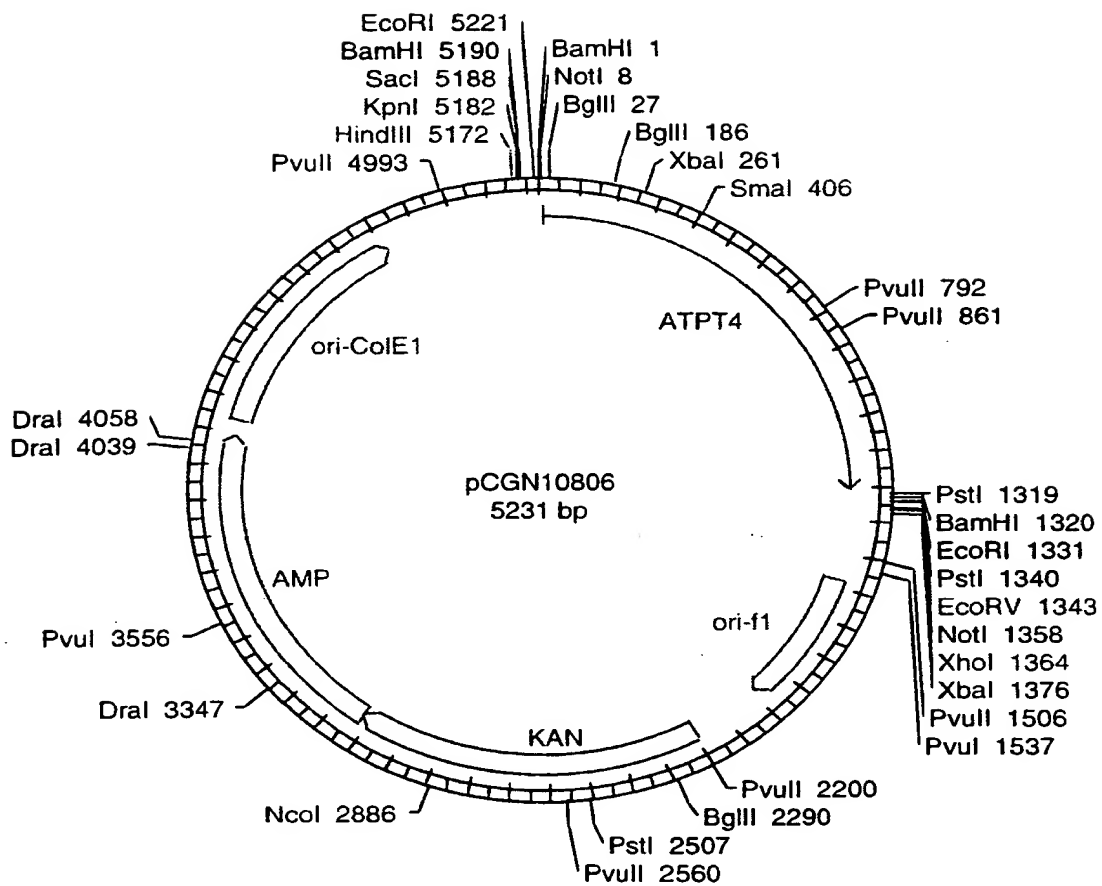 EcoRI 5221
BamHI 5190
SacI 5188
KpnI 5182
HindIII 5172
PvuII 4993
BamHI 1
NotI 8
BglII 27
BglII 186
XbaI 261
SmaI 406
PvuII 792
PvuII 861
ATPT4
ori-ColE1
DraI 4058
DraI 4039
pCGN10806
5231 bp
PstI 1319
BamHI 1320
EcoRI 1331
PstI 1340
EcoRV 1343
NotI 1358
XhoI 1364
XbaI 1376
PvuII 1506
PvuI 1537
AMP
ori-f1
PvuI 3556
DraI 3347
KAN
NcoI 2886
PvuII 2200
BglII 2290
PstI 2507
PvuII 2560